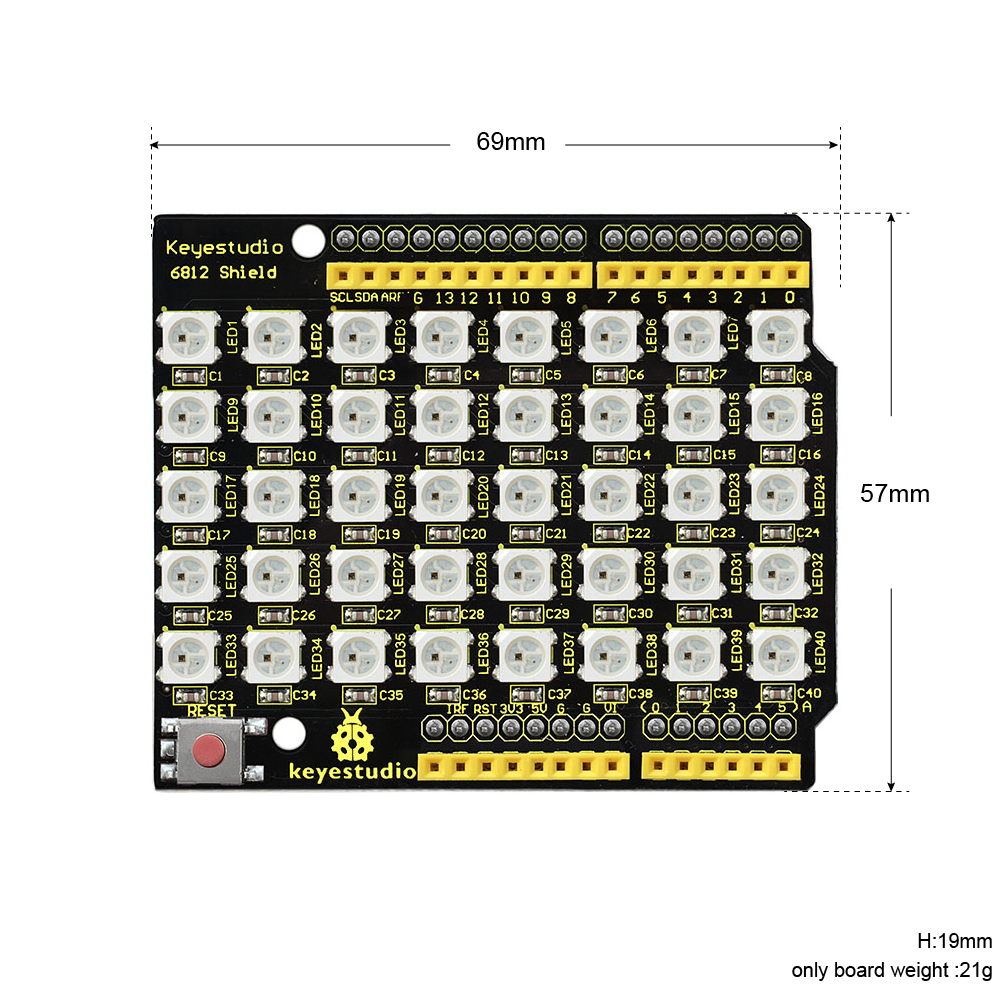 69mm
Keyestudio
6812 Shield
SCL SDA ARF G 13 12 11 10 9 8 7 6 5 4 3 2 1 0
LED1 LED2 LED3 LED4 LED5 LED6 LED7
C1 C2 C3 C4 C5 C6 C7 C8
LED9 LED10 LED11 LED12 LED13 LED14 LED15 LED16
C9 C10 C11 C12 C13 C14 C15 C16
LED17 LED18 LED19 LED20 LED21 LED22 LED23 LED24
57mm
C17 C18 C19 C20 C21 C22 C23 C24
LED25 LED26 LED27 LED28 LED29 LED30 LED31 LED32
C25 C26 C27 C28 C29 C30 C31 C32
LED33 LED34 LED35 LED36 LED37 LED38 LED39 LED40
C33 C34 C35 C36 C37 C38 C39 C40
RESET IRF RST 3V3 5V G G VI ( 0 1 2 3 4 5 ) A
keyestudio
H:19mm
only board weight :21g